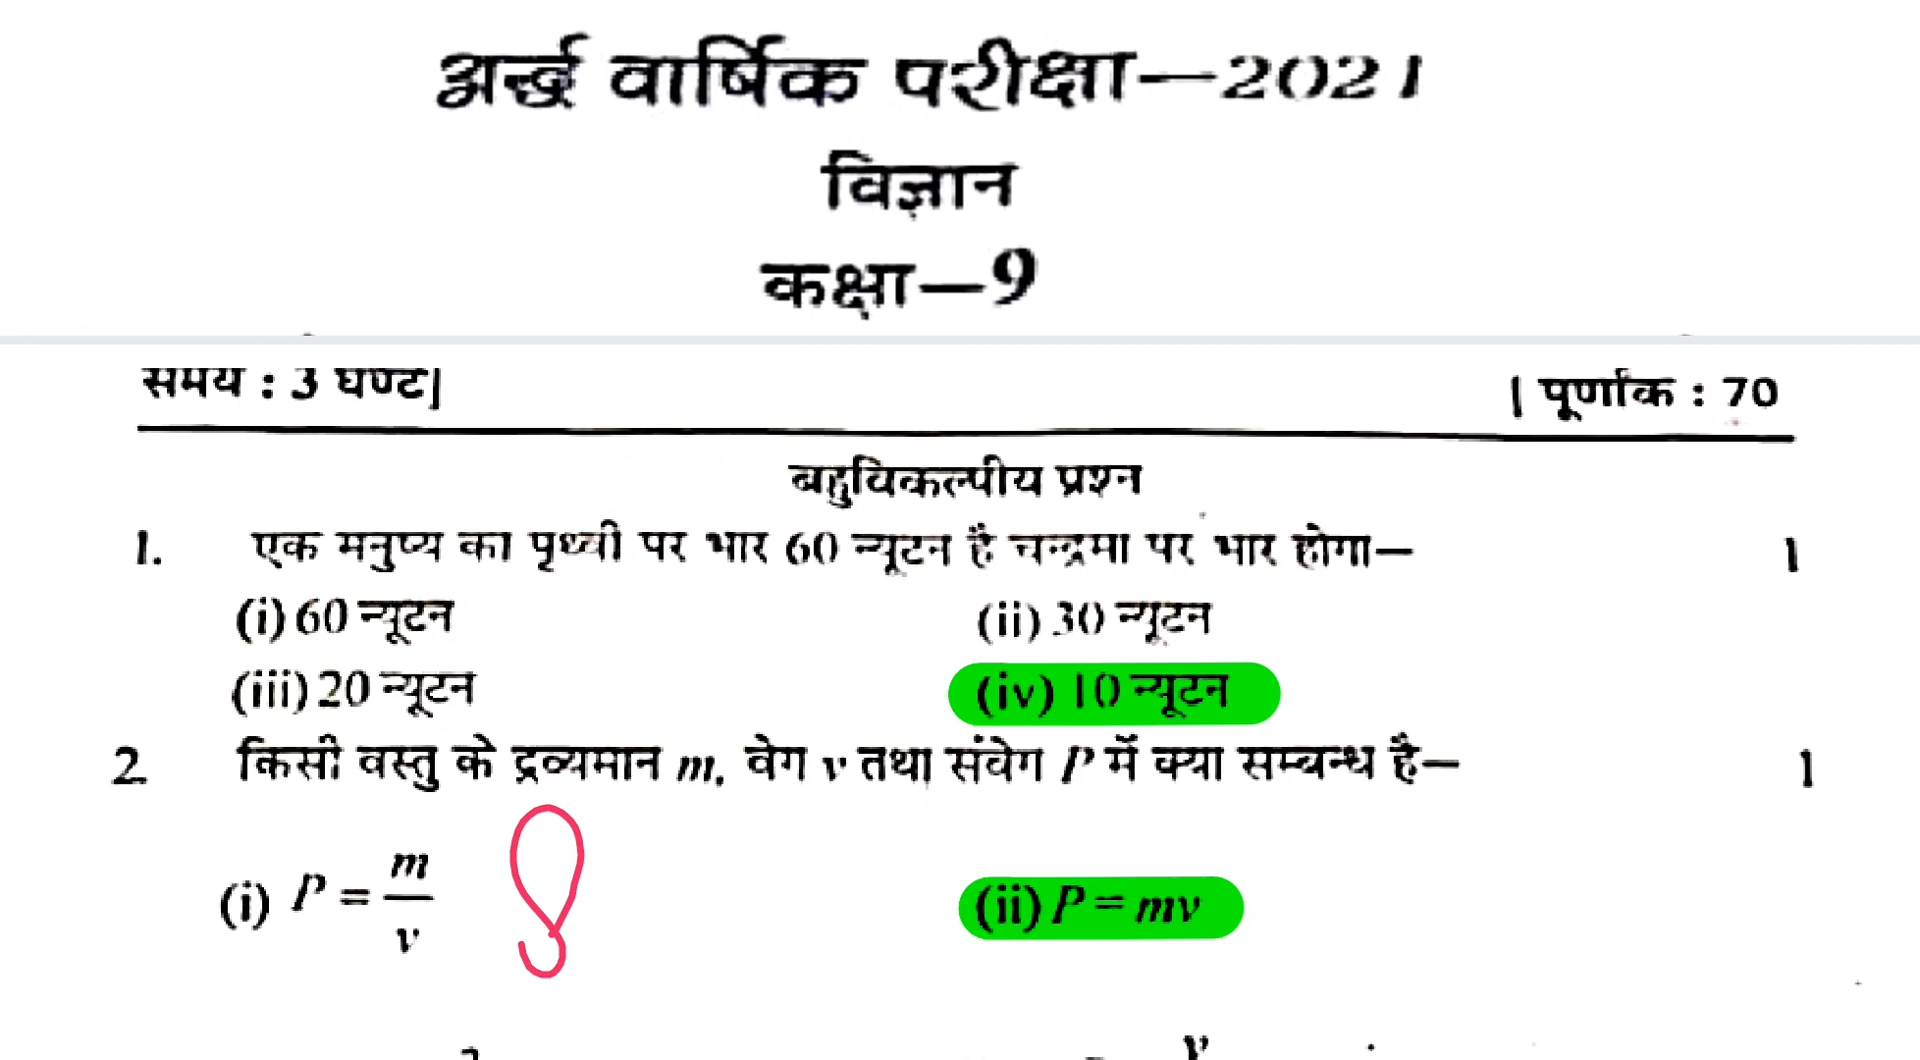 अर्द्ध वार्षिक परीक्षा—2021
विज्ञान
कक्षा—9
समय : 3 घण्टे] [ पूर्णांक : 70
बहुविकल्पीय प्रश्न
1. एक मनुष्य का पृथ्वी पर भार 60 न्यूटन है चन्द्रमा पर भार होगा— 1
(i) 60 न्यूटन (ii) 30 न्यूटन
(iii) 20 न्यूटन (iv) 10 न्यूटन
2. किसी वस्तु के द्रव्यमान m, वेग v तथा संवेग P में क्या सम्बन्ध है— 1
(i) P = m/v (ii) P = mv